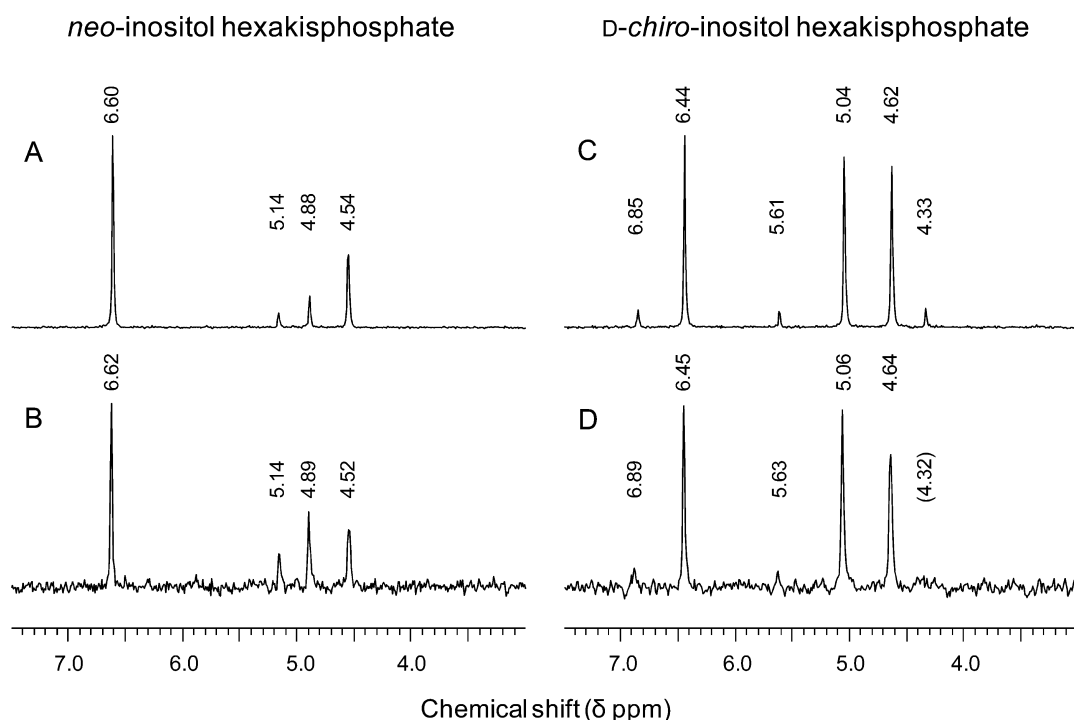 neo-inositol hexakisphosphate
D-chiro-inositol hexakisphosphate
A
6.60
5.14
4.88
4.54
C
6.85
6.44
5.61
5.04
4.62
4.33
B
6.62
5.14
4.89
4.52
D
6.89
6.45
5.63
5.06
4.64
(4.32)
7.0 6.0 5.0 4.0
7.0 6.0 5.0 4.0
Chemical shift (δ ppm)